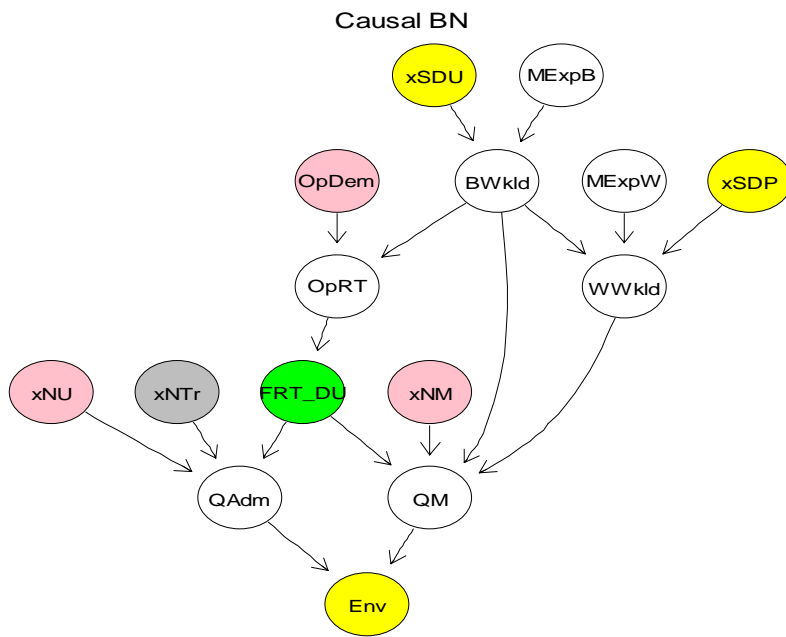 Causal BN
xSDU
MExpB
OpDem
BWkld
MExpW
xSDP
OpRT
WWkld
xNU
xNTr
FRT_DU
xNM
QAdm
QM
Env